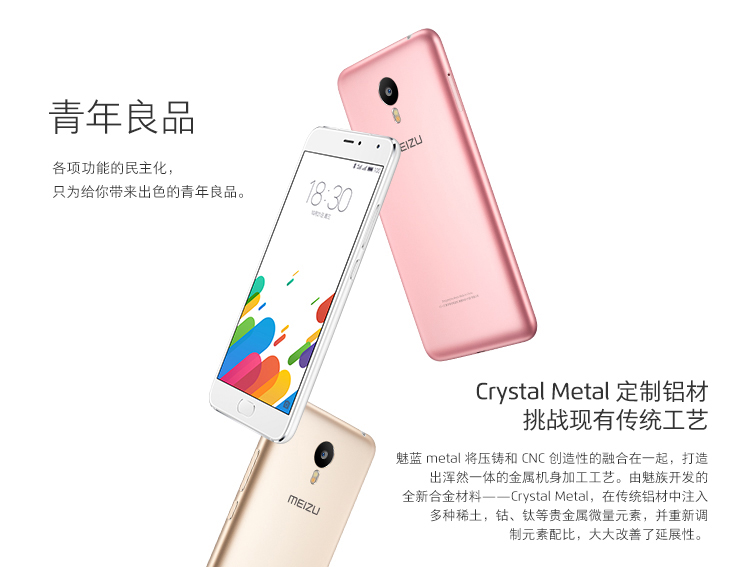 青年良品
各项功能的民主化，
只为给你带来出色的青年良品。
MEIZU
18:30
Crystal Metal 定制铝材
挑战现有传统工艺
魅蓝 metal 将压铸和 CNC 创造性的融合在一起，打造
出浑然一体的金属机身加工工艺。由魅族开发的
全新合金材料——Crystal Metal，在传统铝材中注入
多种稀土，钴、钛等贵金属微量元素，并重新调
制元素配比，大大改善了延展性。
MEIZU